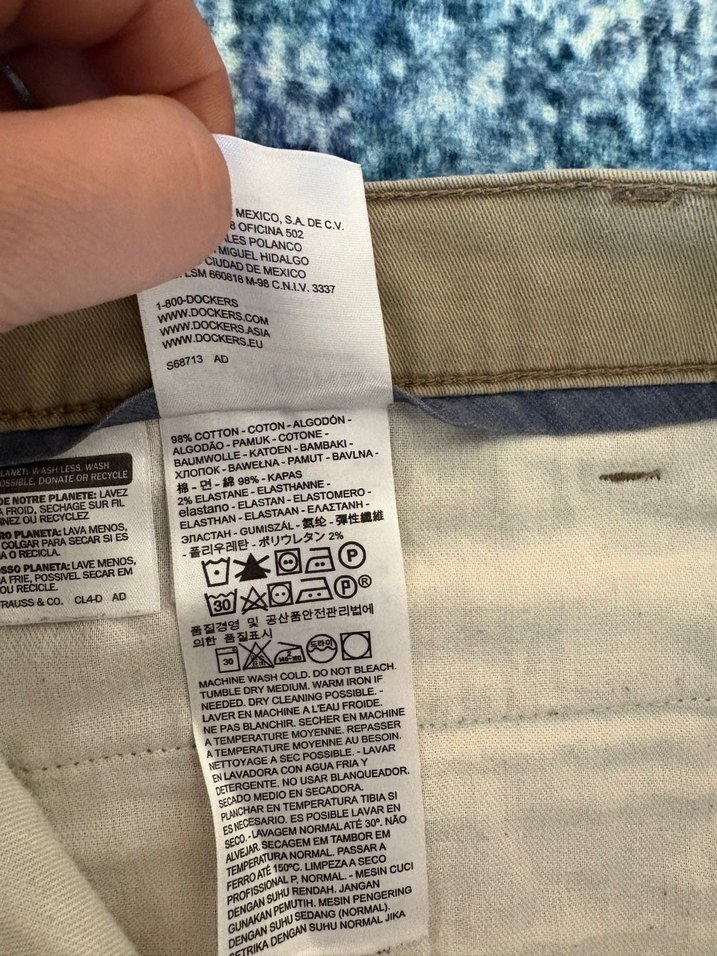 MEXICO, S.A. DE C.V.
8 OFICINA 502
ALES POLANCO
MIGUEL HIDALGO
CIUDAD DE MEXICO
LSM 660818 M-98 C.N.I.V. 3337
1-800-DOCKERS
WWW.DOCKERS.COM
WWW.DOCKERS.ASIA
WWW.DOCKERS.EU
S68713 AD
98% COTTON - COTON - ALGODÓN -
ALGODÃO - PAMUK - COTONE -
BAUMWOLLE - KATOEN - BAMBAKI -
ХЛОПОК - BAWEŁNA - PAMUT - BAVLNA -
棉 - 면 - 綿 98% - KAPAS
2% ELASTANE - ELASTHANNE -
elastano - ELASTAN - ELASTOMERO -
ELASTHAN - ELASTAAN - ΕΛΑΣΤΑΝΗ -
ЭЛАСТАН - GUMISZÁL - 氨纶 - 彈性纖維
- 폴리우레탄 - ポリウレタン 2%
P
30 P®
품질경영 및 공산품안전관리법에
의한 품질표시
30 2 140~160 드라이
MACHINE WASH COLD. DO NOT BLEACH.
TUMBLE DRY MEDIUM. WARM IRON IF
NEEDED. DRY CLEANING POSSIBLE. -
LAVER EN MACHINE A L'EAU FROIDE.
NE PAS BLANCHIR. SECHER EN MACHINE
A TEMPERATURE MOYENNE. REPASSER
A TEMPERATURE MOYENNE AU BESOIN.
NETTOYAGE A SEC POSSIBLE. - LAVAR
EN LAVADORA CON AGUA FRIA Y
DETERGENTE. NO USAR BLANQUEADOR.
SECADO MEDIO EN SECADORA.
PLANCHAR EN TEMPERATURA TIBIA SI
ES NECESARIO. ES POSIBLE LAVAR EN
SECO. - LAVAGEM NORMAL ATÉ 30º. NÃO
ALVEJAR. SECAGEM EM TAMBOR EM
TEMPERATURA NORMAL. PASSAR A
FERRO ATÉ 150ºC. LIMPEZA A SECO
PROFISSIONAL P, NORMAL. - MESIN CUCI
DENGAN SUHU RENDAH. JANGAN
GUNAKAN PEMUTIH. MESIN PENGERING
DENGAN SUHU SEDANG (NORMAL).
SETRIKA DENGAN SUHU NORMAL JIKA
PLANET: WASH LESS, WASH
POSSIBLE, DONATE OR RECYCLE
DE NOTRE PLANETE: LAVEZ
A FROID, SECHAGE SUR FIL
NEZ OU RECYCLEZ
RO PLANETA: LAVA MENOS,
COLGAR PARA SECAR SI ES
A O RECICLA.
SSO PLANETA: LAVE MENOS,
A FRIE, POSSIVEL SECAR EM
OU RECICLE.
TRAUSS & CO. CL4-D AD